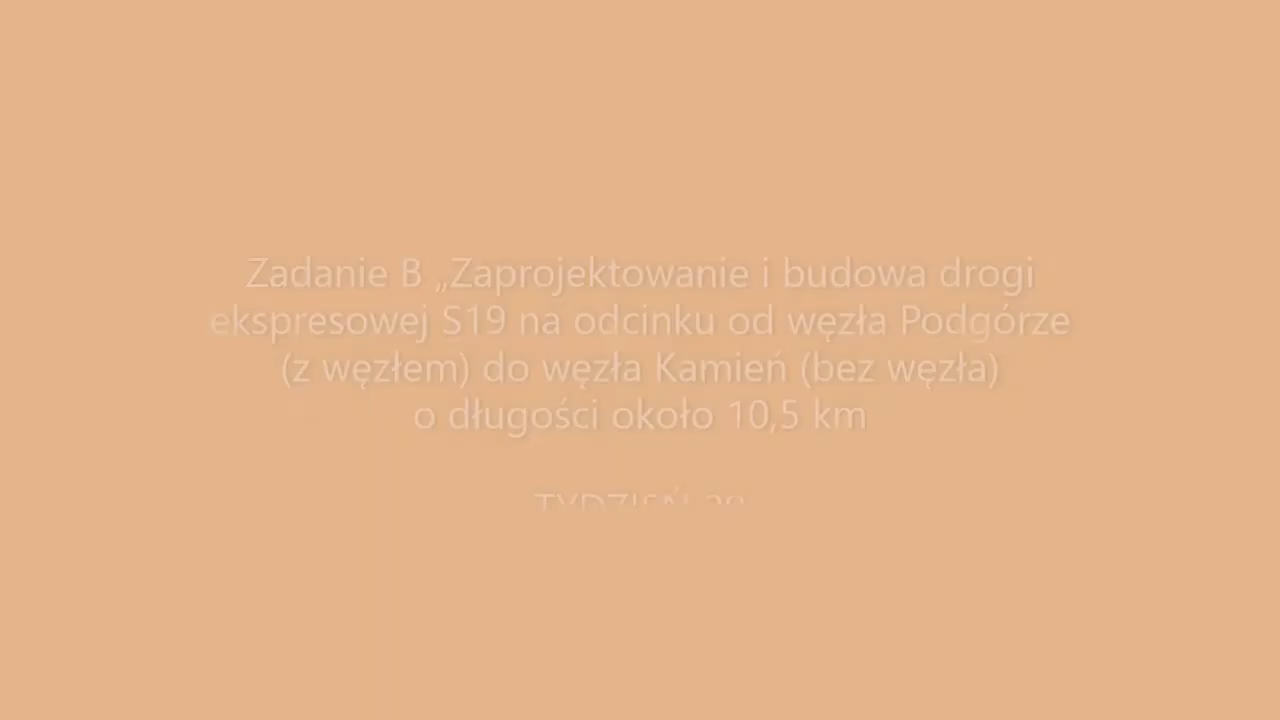 Zadanie B „Zaprojektowanie i budowa drogi
ekspresowej S19 na odcinku od węzła Podgórze
(z węzłem) do węzła Kamień (bez węzła)
o długości około 10,5 km
TYDZIEŃ